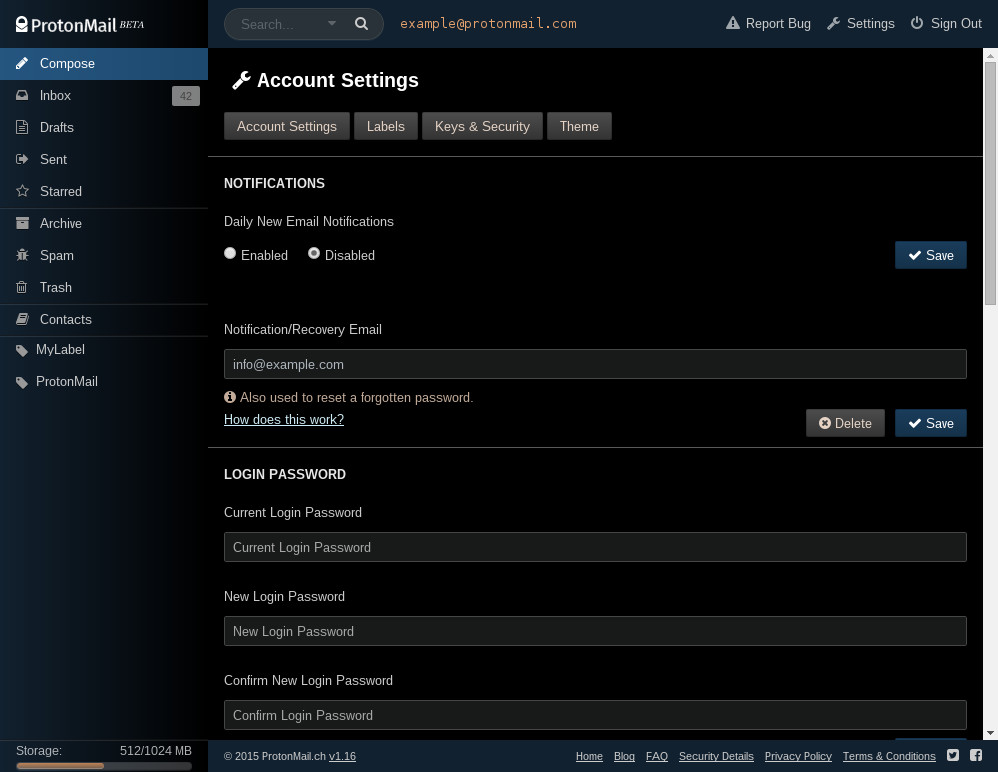 ProtonMail BETA
Search...
example@protonmail.com
Report Bug
Settings
Sign Out
Compose
Inbox 42
Drafts
Sent
Starred
Archive
Spam
Trash
Contacts
MyLabel
ProtonMail
Storage: 512/1024 MB
Account Settings
Account Settings Labels Keys & Security Theme
NOTIFICATIONS
Daily New Email Notifications
Enabled Disabled Save
Notification/Recovery Email
info@example.com
Also used to reset a forgotten password.
How does this work?
Delete Save
LOGIN PASSWORD
Current Login Password
Current Login Password
New Login Password
New Login Password
Confirm New Login Password
Confirm Login Password
© 2015 ProtonMail.ch v1.16
Home Blog FAQ Security Details Privacy Policy Terms & Conditions